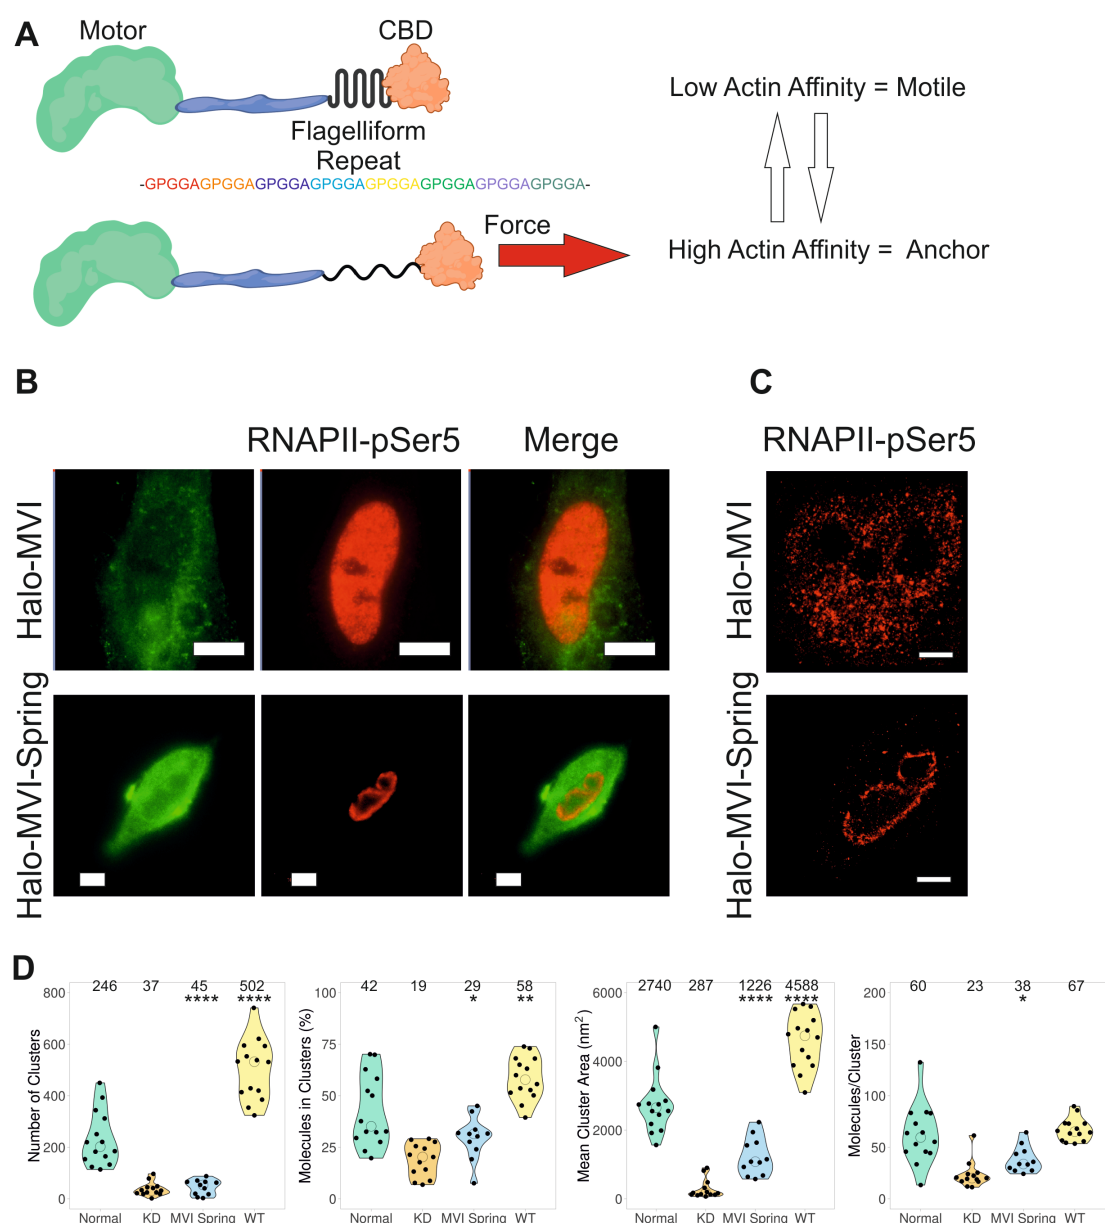 A
Motor
CBD
Flagelliform
Repeat
-GPGGAGPGGAGPGGAGPGGAGPGGAGPGGAGPGGAGPGGA-
Force
Low Actin Affinity = Motile
High Actin Affinity = Anchor
B
RNAPII-pSer5
Merge
Halo-MVI
Halo-MVI-Spring
C
RNAPII-pSer5
Halo-MVI
Halo-MVI-Spring
D
Number of Clusters
800
600
400
200
0
246 37 45 502
**** ****
Normal KD MVI Spring WT
Molecules in Clusters (%)
100
75
50
25
0
42 19 29 58
* **
Normal KD MVI Spring WT
Mean Cluster Area (nm²)
6000
4000
2000
0
2740 287 1226 4588
**** ****
Normal KD MVI Spring WT
Molecules/Cluster
200
150
100
50
0
60 23 38 67
*
Normal KD MVI Spring WT